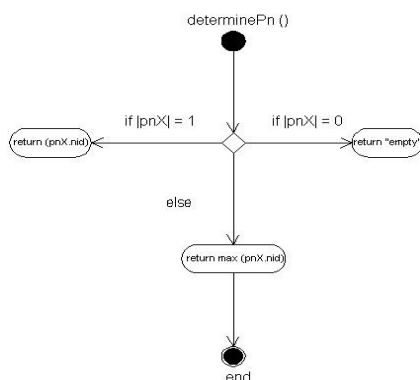 determinePn ()
if |pnX| = 1
if |pnX| = 0
return (pnX.nid)
return "empty"
else
return max (pnX.nid)
end